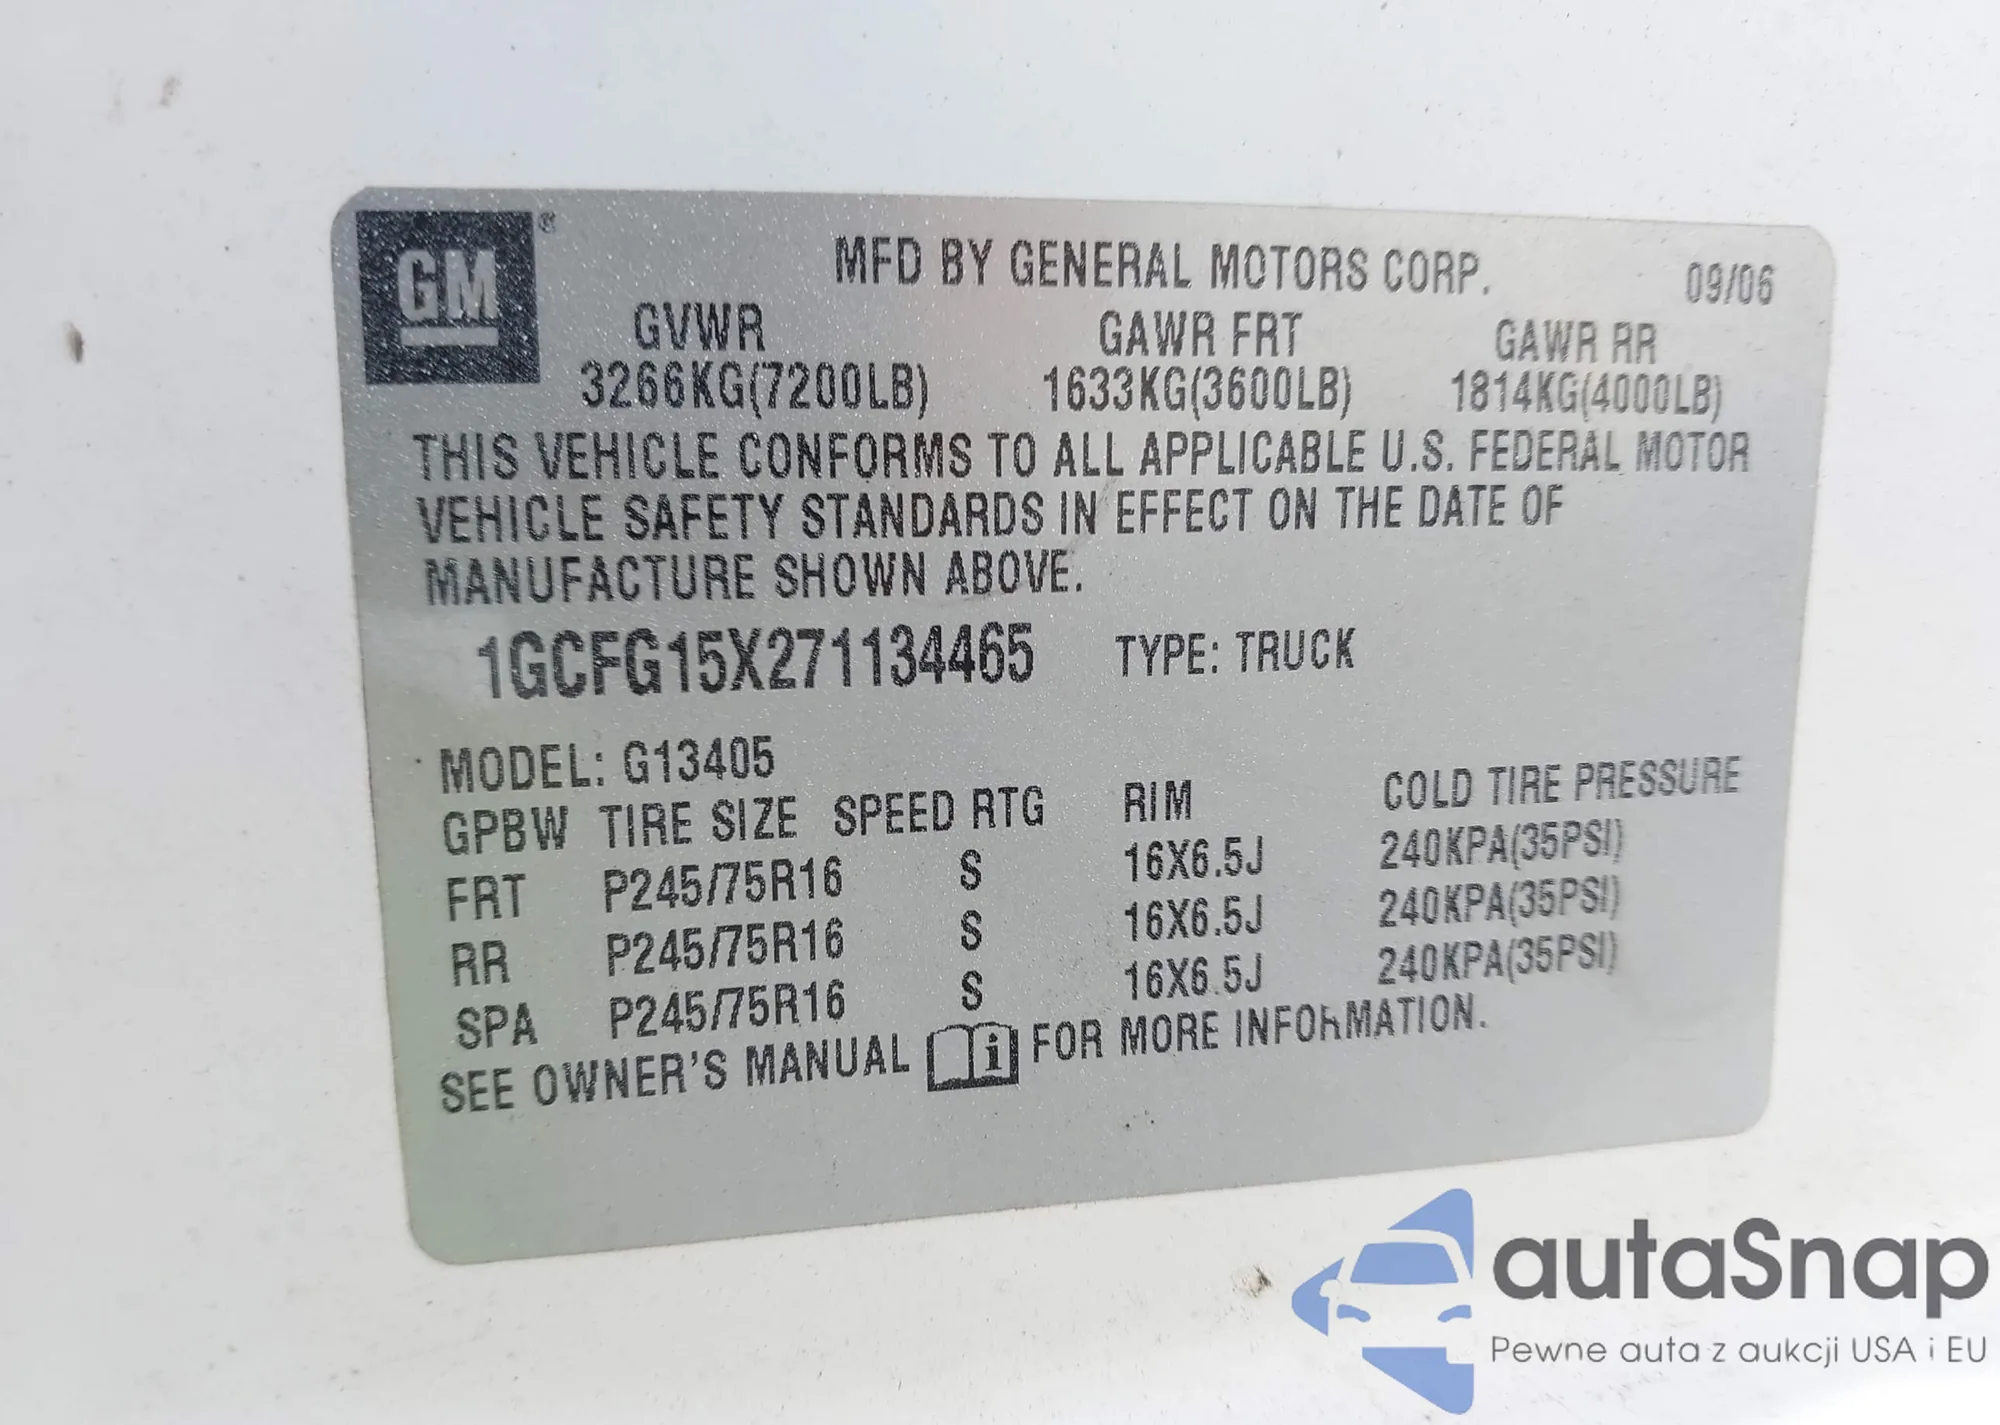 GM®
MFD BY GENERAL MOTORS CORP. 09/06
GVWR GAWR FRT GAWR RR
3266KG(7200LB) 1633KG(3600LB) 1814KG(4000LB)
THIS VEHICLE CONFORMS TO ALL APPLICABLE U.S. FEDERAL MOTOR
VEHICLE SAFETY STANDARDS IN EFFECT ON THE DATE OF
MANUFACTURE SHOWN ABOVE.
1GCFG15X271134465 TYPE: TRUCK
MODEL: G13405
GPBW TIRE SIZE SPEED RTG RIM COLD TIRE PRESSURE
FRT P245/75R16 S 16X6.5J 240KPA(35PSI)
RR P245/75R16 S 16X6.5J 240KPA(35PSI)
SPA P245/75R16 S 16X6.5J 240KPA(35PSI)
SEE OWNER'S MANUAL i FOR MORE INFORMATION.
autaSnap
Pewne auta z aukcji USA i EU